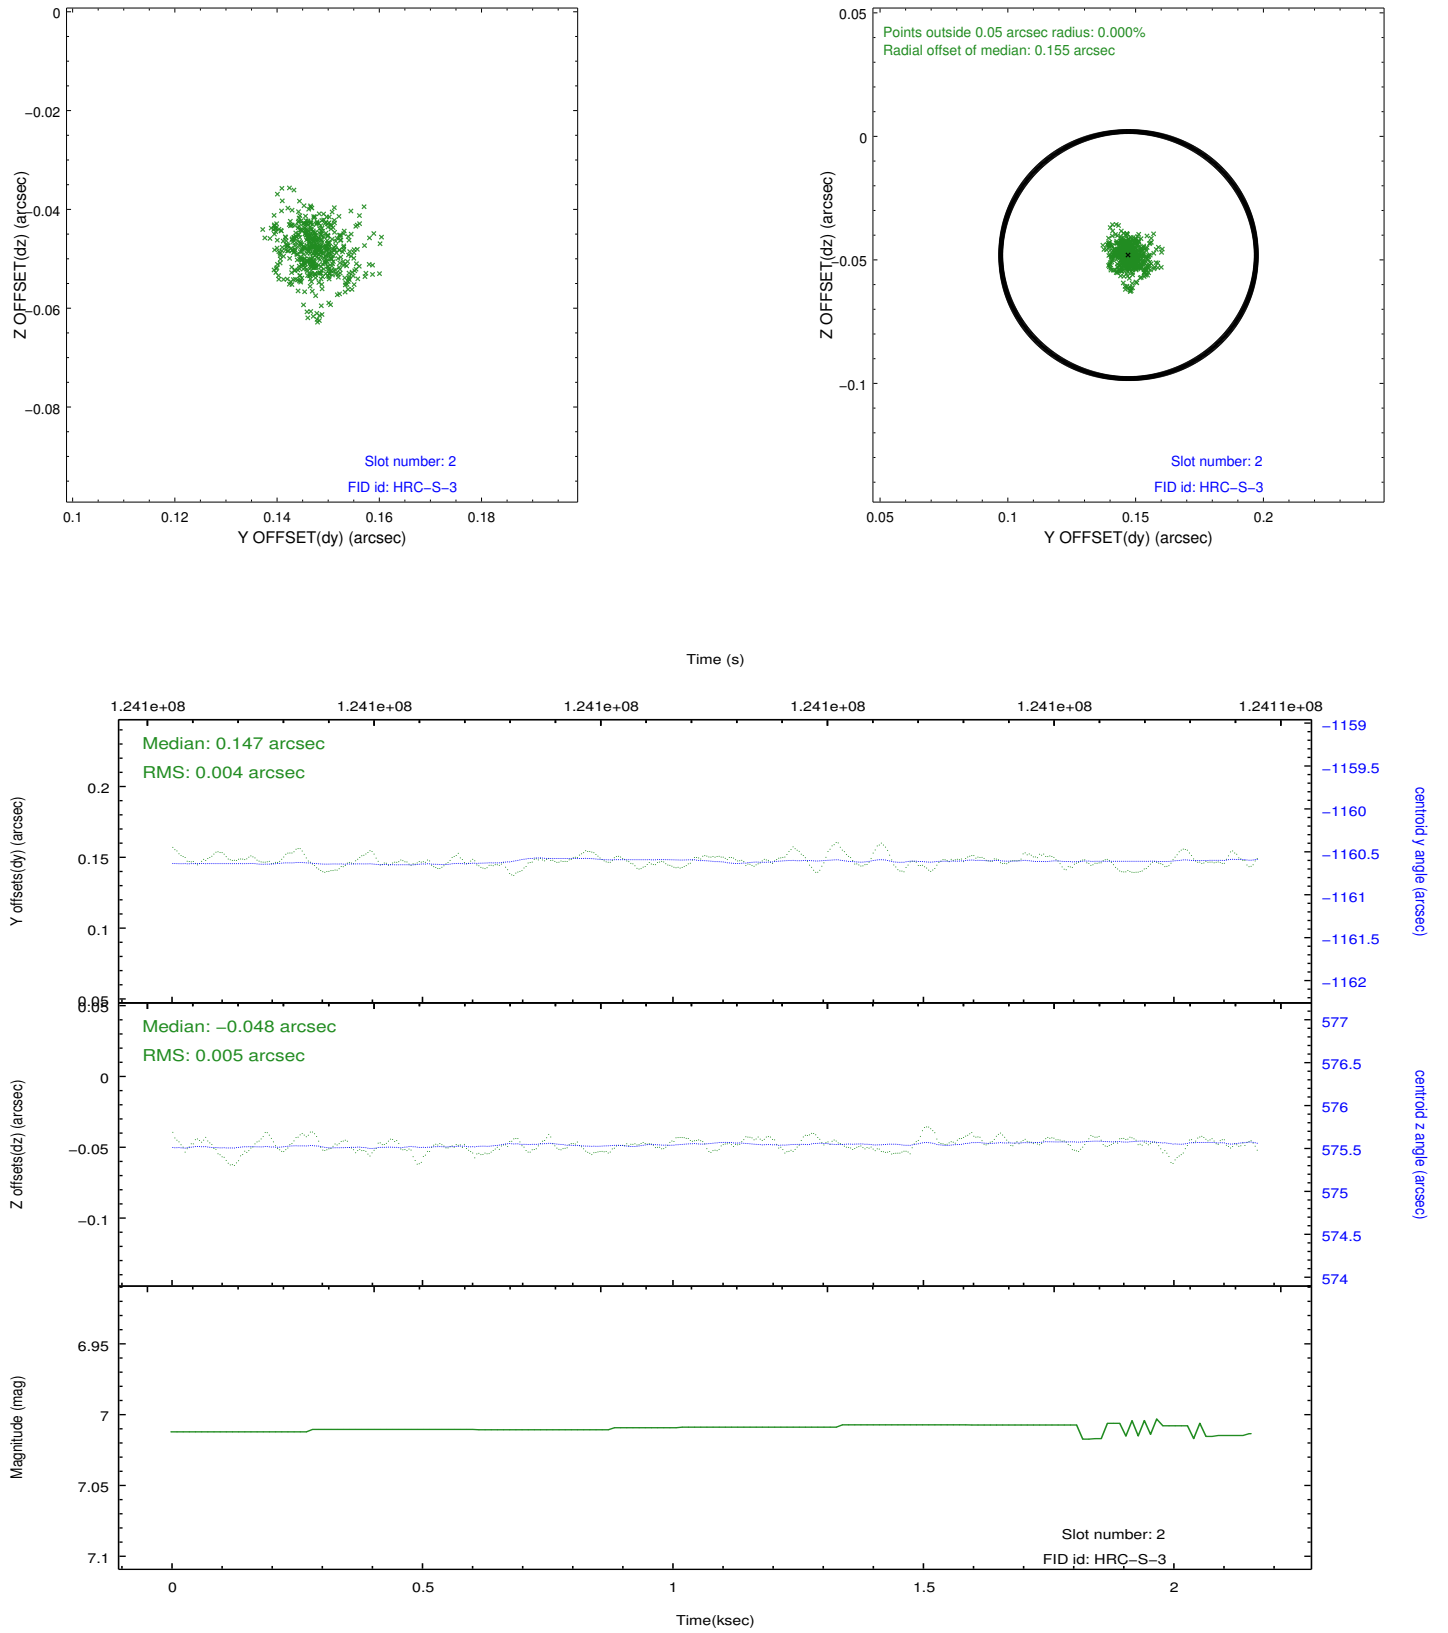 0
−0.02
−0.04
−0.06
−0.08
Z OFFSET(dz) (arcsec)
Slot number: 2
FID id: HRC−S−3
0.1
0.12
0.14
0.16
0.18
Y OFFSET(dy) (arcsec)
0.05
0
−0.05
−0.1
Z OFFSET(dz) (arcsec)
Points outside 0.05 arcsec radius: 0.000%
Radial offset of median: 0.155 arcsec
Slot number: 2
FID id: HRC−S−3
0.05
0.1
0.15
0.2
Y OFFSET(dy) (arcsec)
Time (s)
1.241e+08
1.241e+08
1.241e+08
1.241e+08
1.241e+08
1.2411e+08
Median: 0.147 arcsec
RMS: 0.004 arcsec
0.2
0.15
0.1
0.05
Y offsets(dy) (arcsec)
−1159
−1159.5
−1160
−1160.5
−1161
−1161.5
−1162
centroid y angle (arcsec)
Median: −0.048 arcsec
RMS: 0.005 arcsec
0.05
0
−0.05
−0.1
Z offsets(dz) (arcsec)
577
576.5
576
575.5
575
574.5
574
centroid z angle (arcsec)
6.95
7
7.05
7.1
Magnitude (mag)
Slot number: 2
FID id: HRC−S−3
0
0.5
1
1.5
2
Time(ksec)